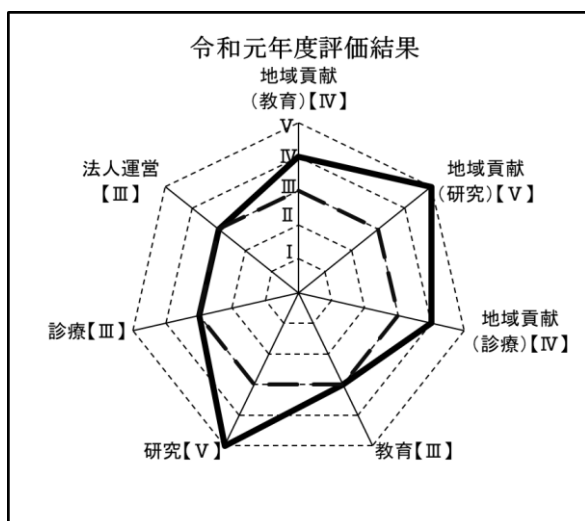 令和元年度評価結果
地域貢献
(教育)【Ⅳ】
Ⅴ
Ⅳ
Ⅲ
Ⅱ
Ⅰ
地域貢献
(研究)【Ⅴ】
地域貢献
(診療)【Ⅳ】
教育【Ⅲ】
研究【Ⅴ】
診療【Ⅲ】
法人運営
【Ⅲ】